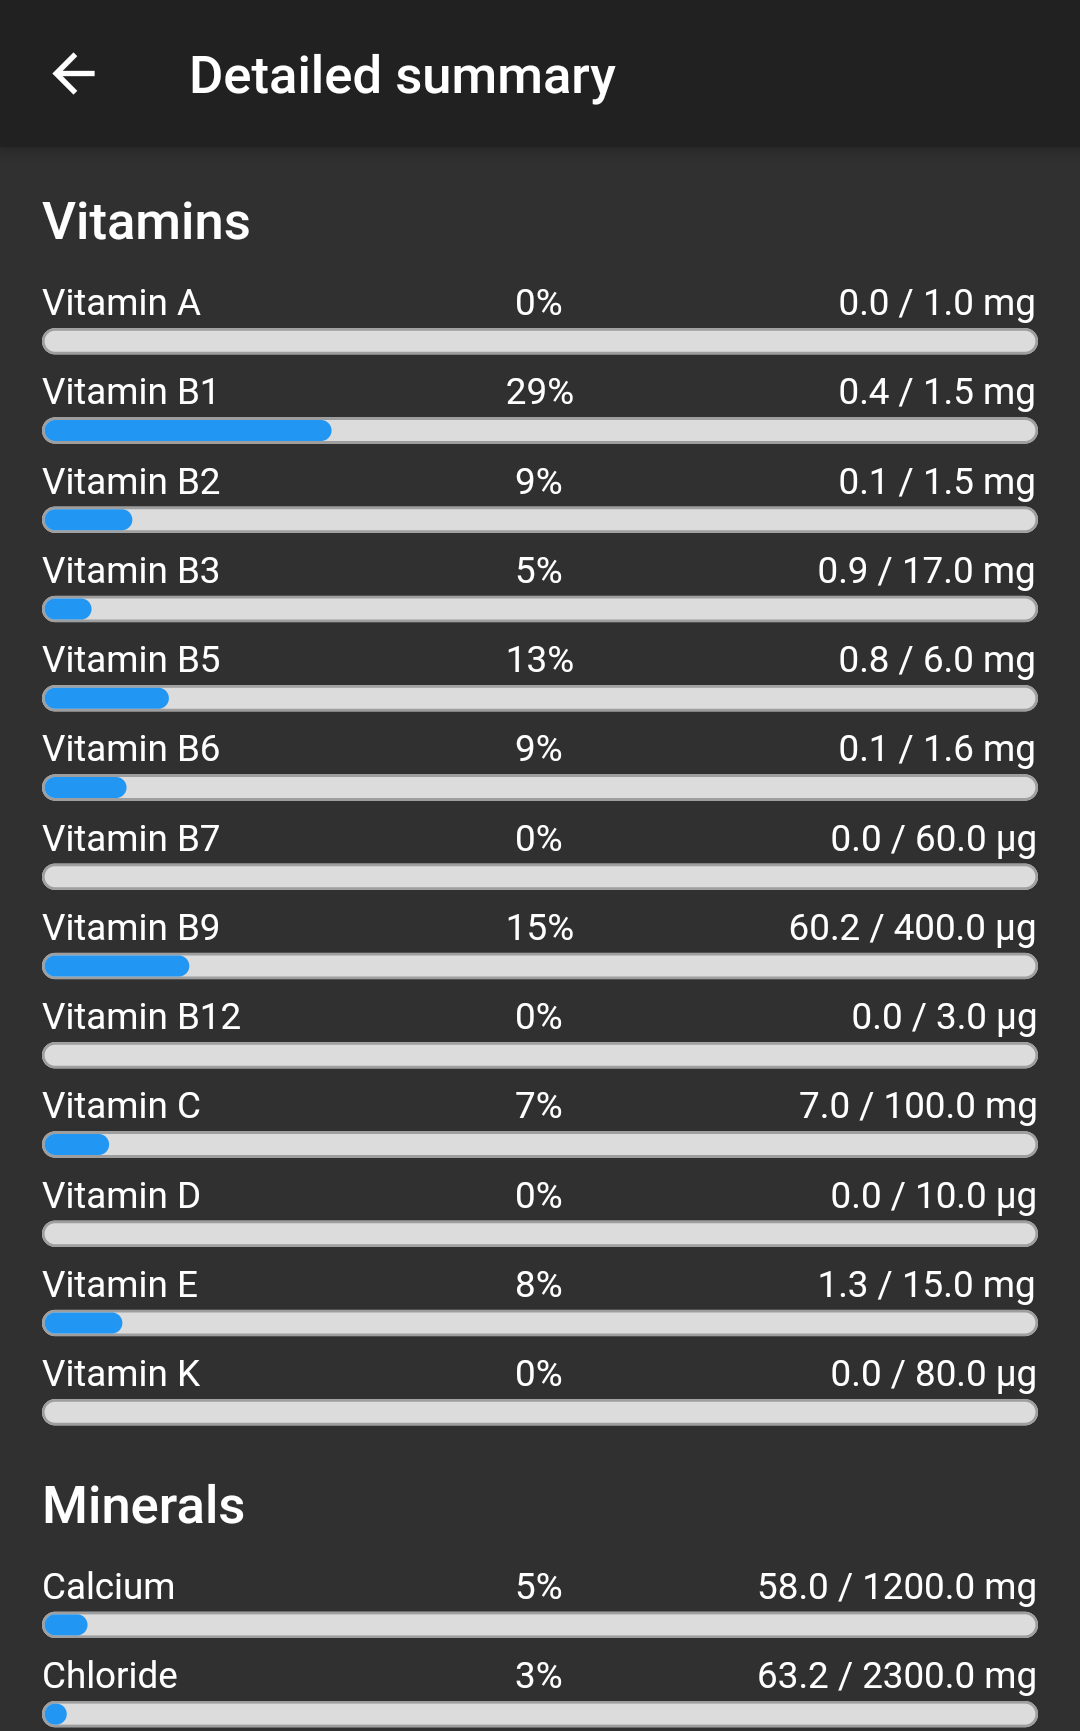 Detailed summary
Vitamins
Vitamin A 0% 0.0 / 1.0 mg
Vitamin B1 29% 0.4 / 1.5 mg
Vitamin B2 9% 0.1 / 1.5 mg
Vitamin B3 5% 0.9 / 17.0 mg
Vitamin B5 13% 0.8 / 6.0 mg
Vitamin B6 9% 0.1 / 1.6 mg
Vitamin B7 0% 0.0 / 60.0 µg
Vitamin B9 15% 60.2 / 400.0 µg
Vitamin B12 0% 0.0 / 3.0 µg
Vitamin C 7% 7.0 / 100.0 mg
Vitamin D 0% 0.0 / 10.0 µg
Vitamin E 8% 1.3 / 15.0 mg
Vitamin K 0% 0.0 / 80.0 µg
Minerals
Calcium 5% 58.0 / 1200.0 mg
Chloride 3% 63.2 / 2300.0 mg